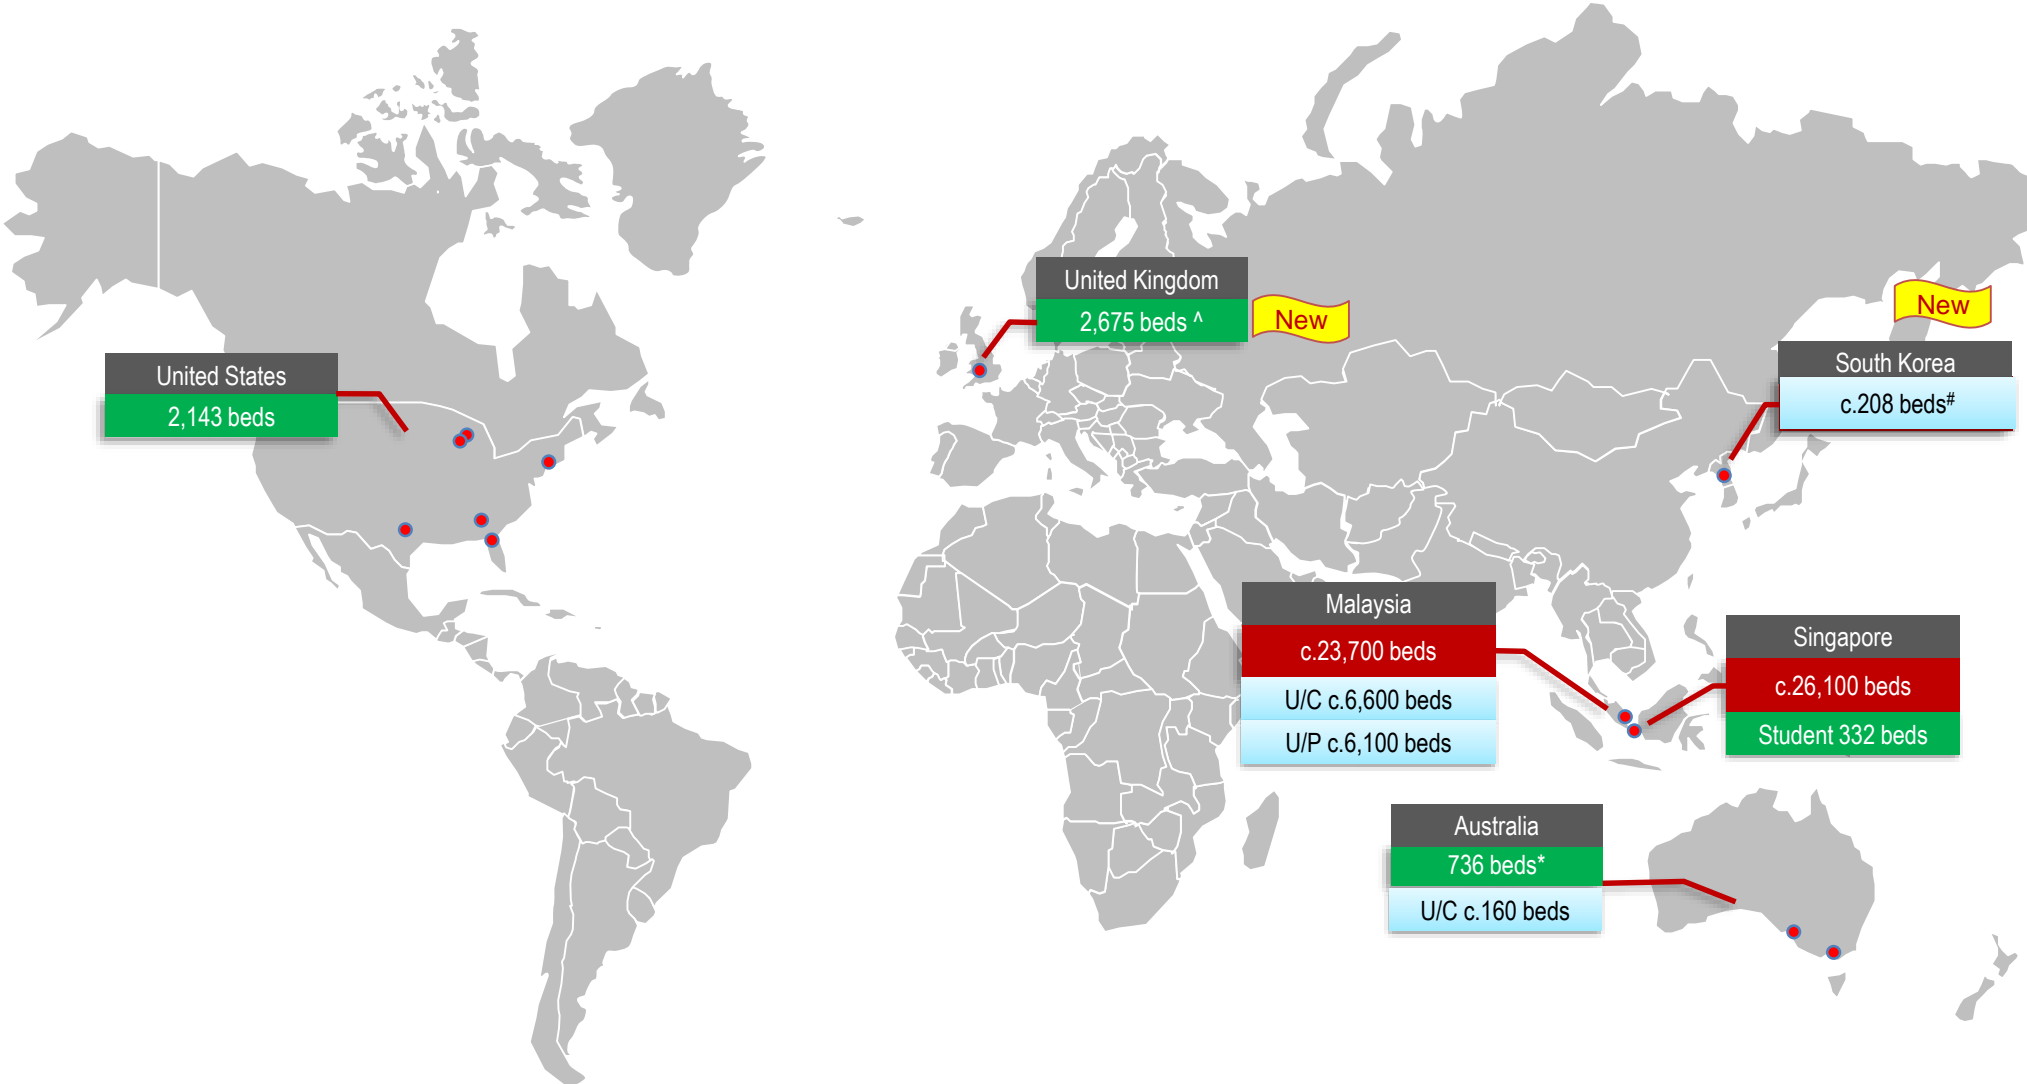 United Kingdom
2,675 beds ^
New
New
South Korea
c.208 beds#
United States
2,143 beds
Malaysia
c.23,700 beds
U/C c.6,600 beds
U/P c.6,100 beds
Singapore
c.26,100 beds
Student 332 beds
Australia
736 beds*
U/C c.160 beds